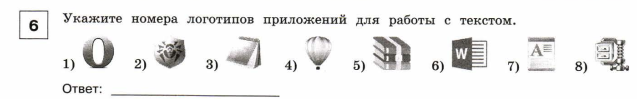 6 Укажите номера логотипов приложений для работы с текстом.
1) O 2) 3) 4) 5) 6) W 7) A 8)
Ответ: